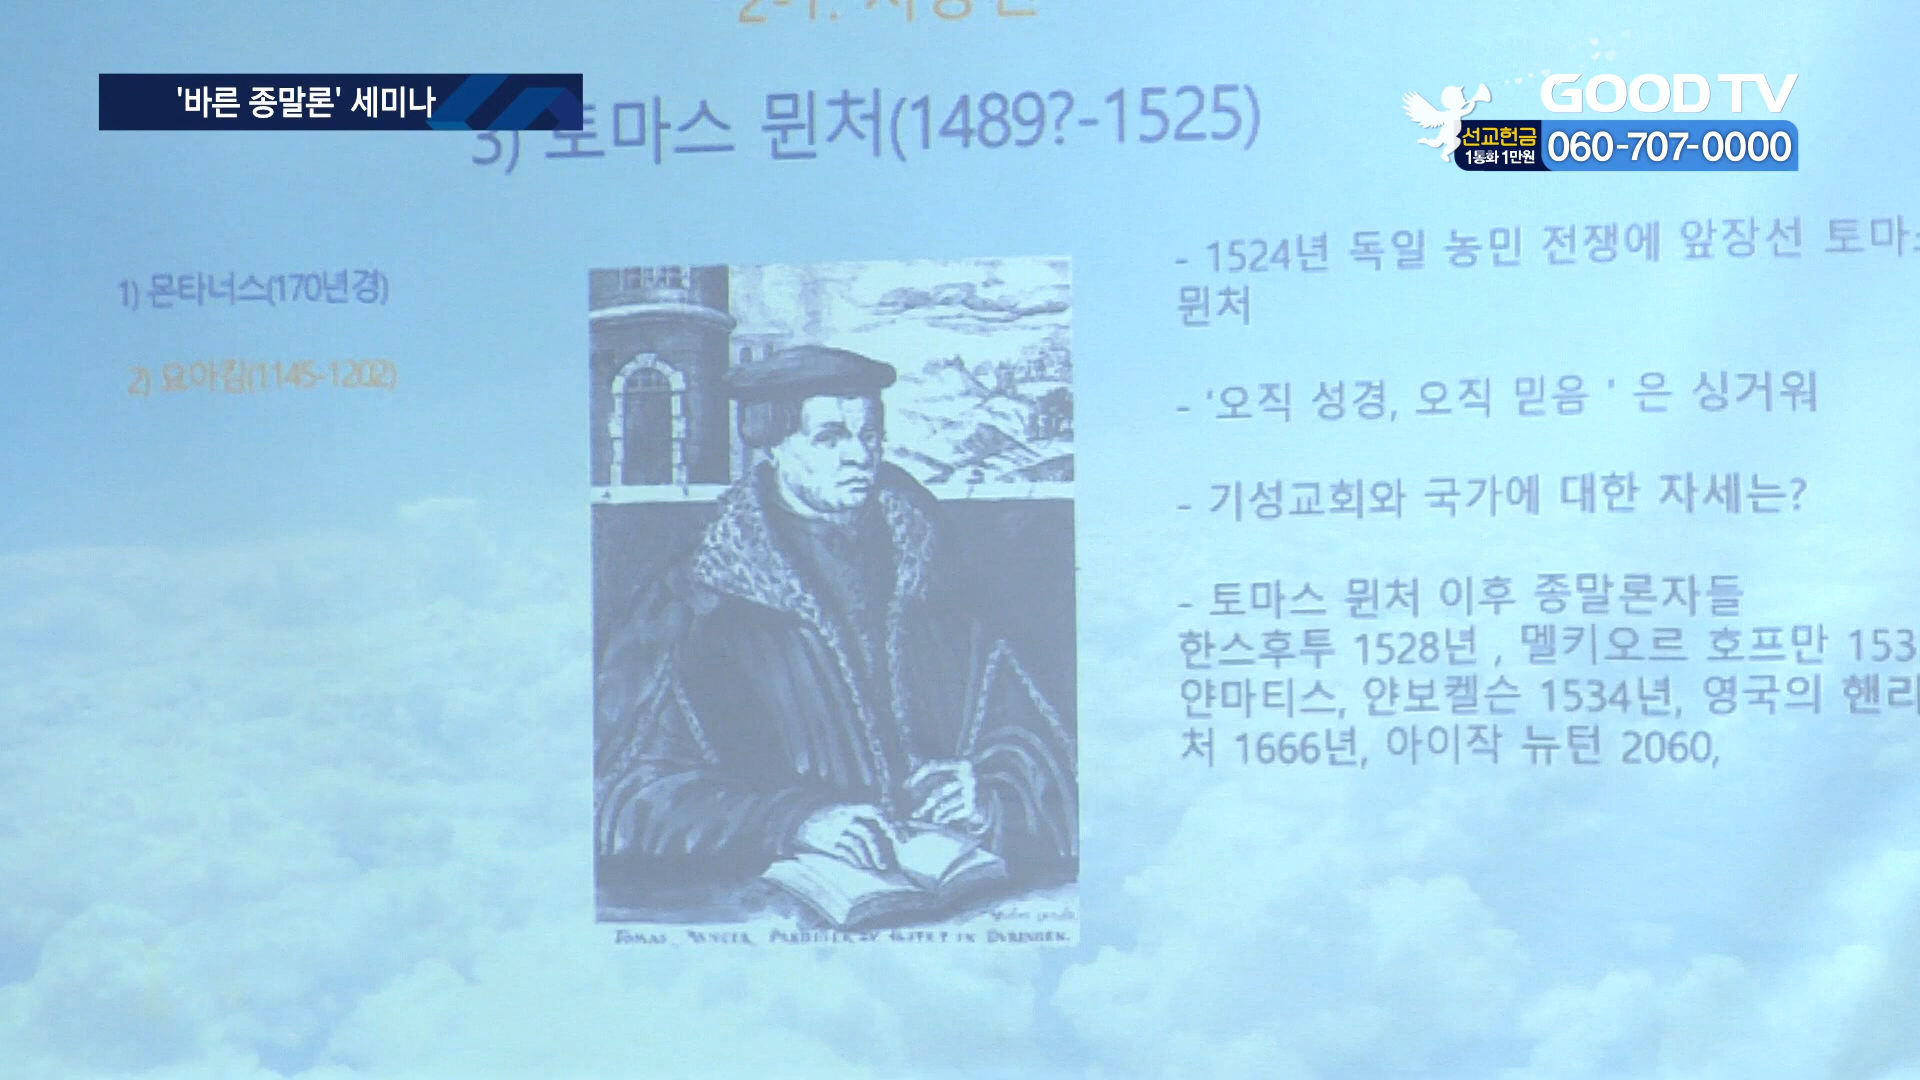 '바른 종말론' 세미나
GOOD TV
선교헌금
1통화 1만원
060-707-0000
3) 토마스 뮌처(1489?-1525)
1) 몬타너스(170년경)
2) 요아킴(1145-1202)
- 1524년 독일 농민 전쟁에 앞장선 토마스
뮌처
- '오직 성경, 오직 믿음 ' 은 싱거워
- 기성교회와 국가에 대한 자세는?
- 토마스 뮌처 이후 종말론자들
한스후투 1528년 , 멜키오르 호프만 153
얀마티스, 얀보켈슨 1534년, 영국의 헨리
처 1666년, 아이작 뉴턴 2060,